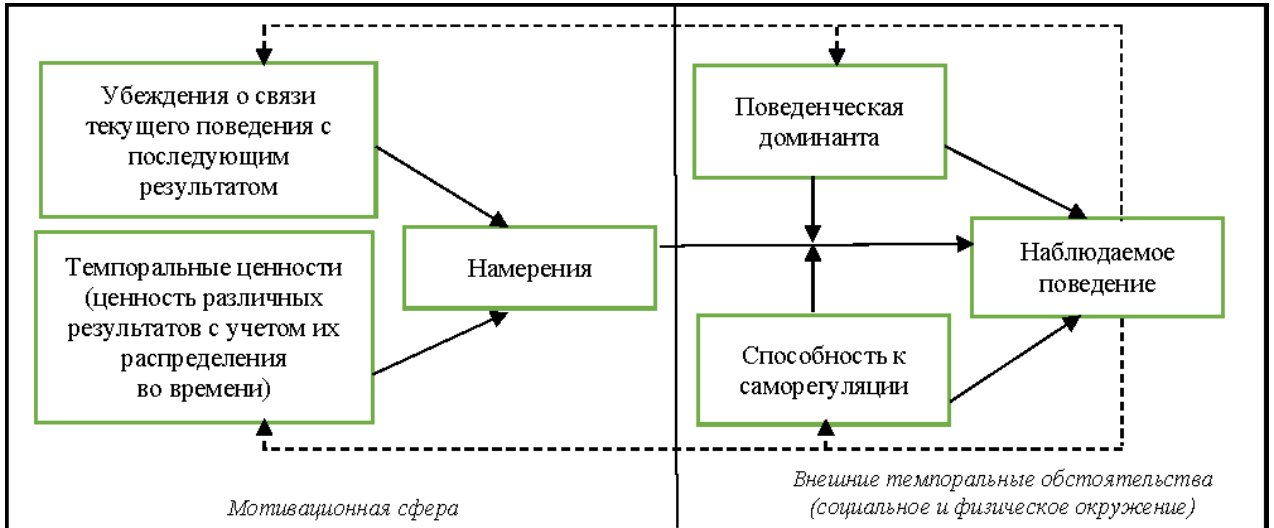 Убеждения о связи
текущего поведения с
последующим
результатом
Темпоральные ценности
(ценность различных
результатов с учетом их
распределения
во времени)
Намерения
Мотивационная сфера
Поведенческая
доминанта
Наблюдаемое
поведение
Способность к
саморегуляции
Внешние темпоральные обстоятельства
(социальное и физическое окружение)